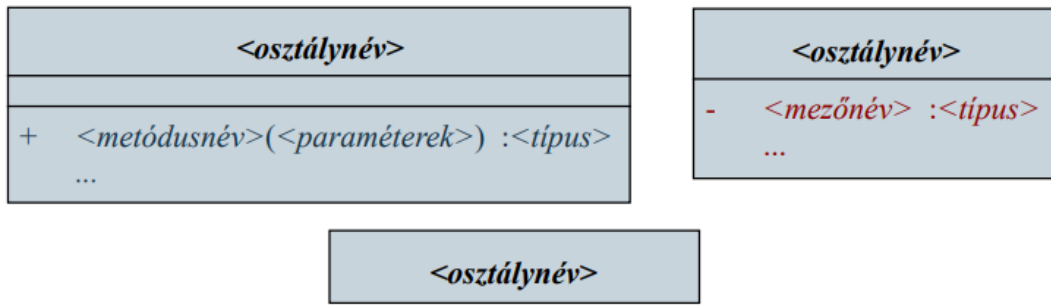 <osztálynév>
+ <metódusnév>(<paraméterek>) :<típus>
...
<osztálynév>
- <mezőnév> :<típus>
...
<osztálynév>